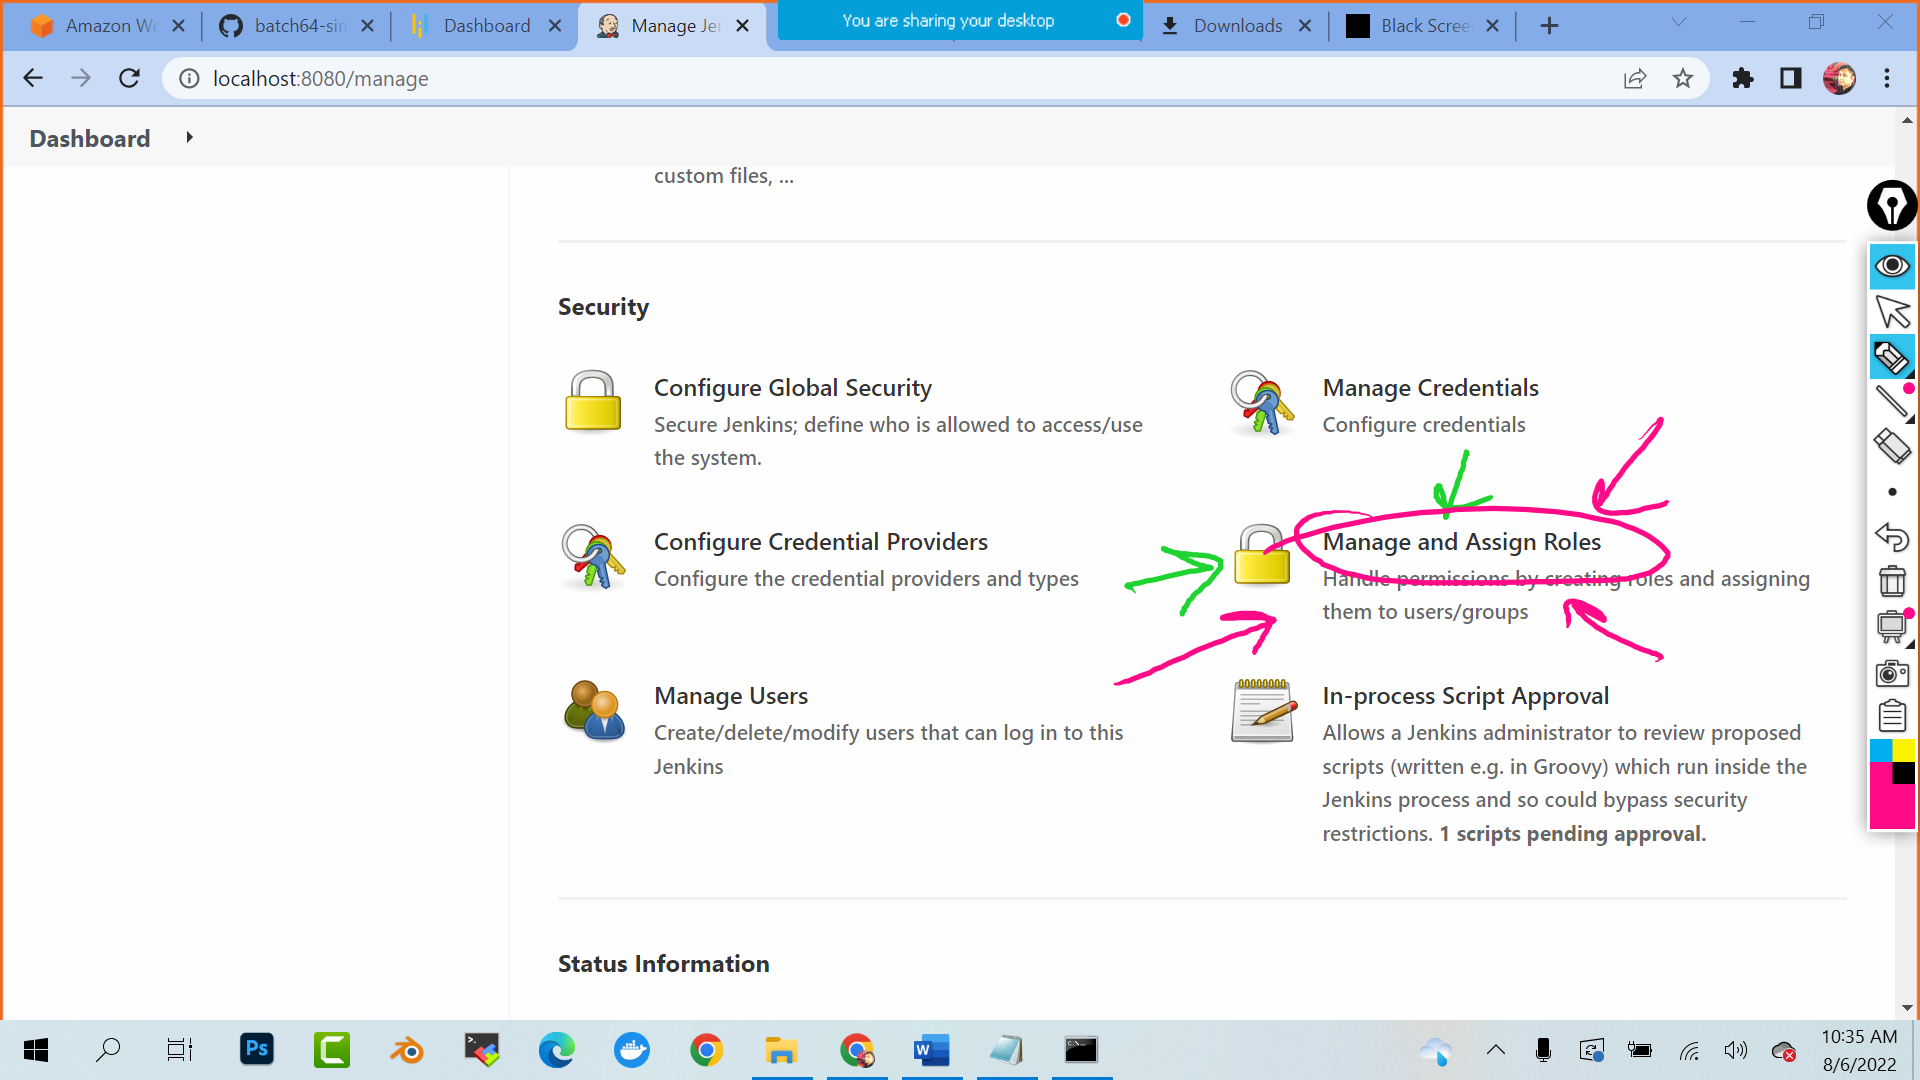 Amazon We
batch64-sim
Dashboard
Manage Jen
You are sharing your desktop
Downloads
Black Scree
localhost:8080/manage
Dashboard
custom files, ...
Security
Configure Global Security
Secure Jenkins; define who is allowed to access/use
the system.
Manage Credentials
Configure credentials
Configure Credential Providers
Configure the credential providers and types
Manage and Assign Roles
Handle permissions by creating roles and assigning
them to users/groups
Manage Users
Create/delete/modify users that can log in to this
Jenkins
In-process Script Approval
Allows a Jenkins administrator to review proposed
scripts (written e.g. in Groovy) which run inside the
Jenkins process and so could bypass security
restrictions. 1 scripts pending approval.
Status Information
Ps
C
W
10:35 AM
8/6/2022